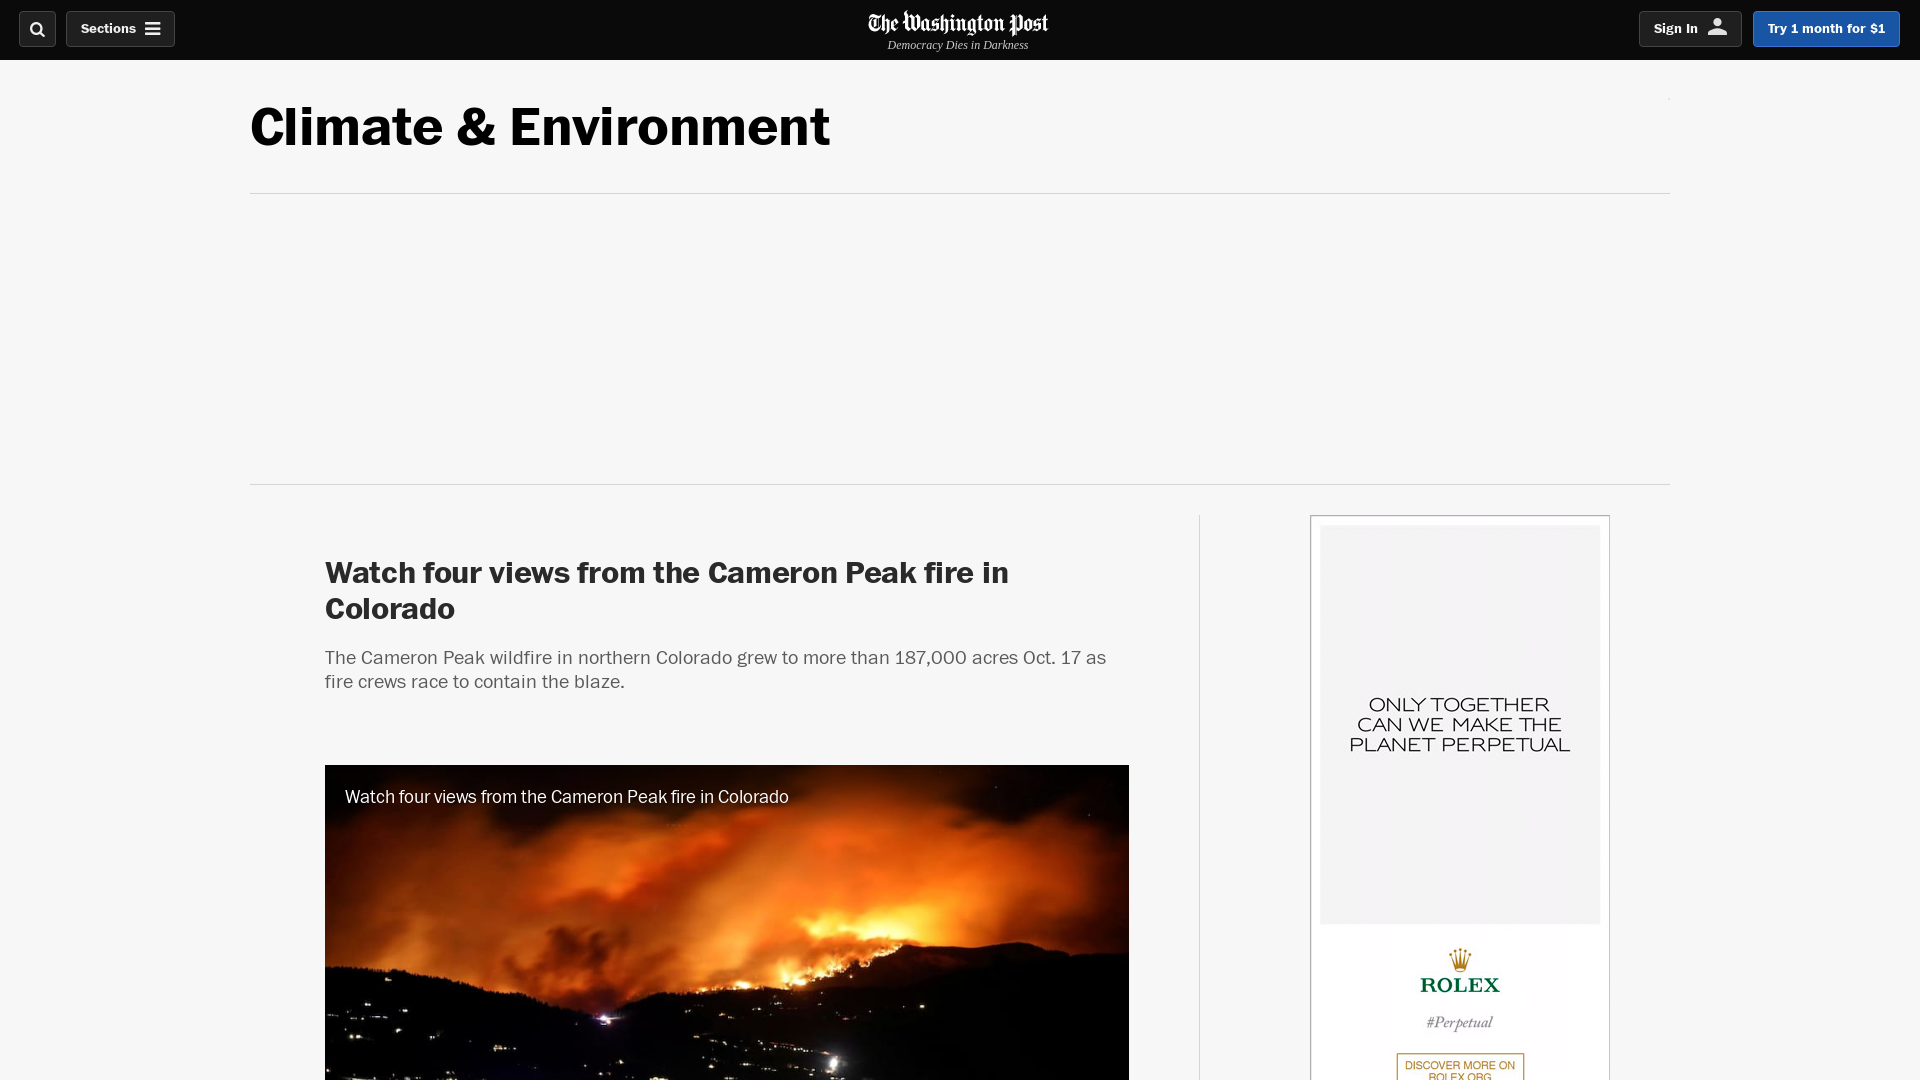 Sections
The Washington Post
Democracy Dies in Darkness
Sign In
Try 1 month for $1
Climate & Environment
Watch four views from the Cameron Peak fire in
Colorado
The Cameron Peak wildfire in northern Colorado grew to more than 187,000 acres Oct. 17 as
fire crews race to contain the blaze.
Watch four views from the Cameron Peak fire in Colorado
ONLY TOGETHER
CAN WE MAKE THE
PLANET PERPETUAL
ROLEX
#Perpetual
DISCOVER MORE ON
ROLEX.ORG